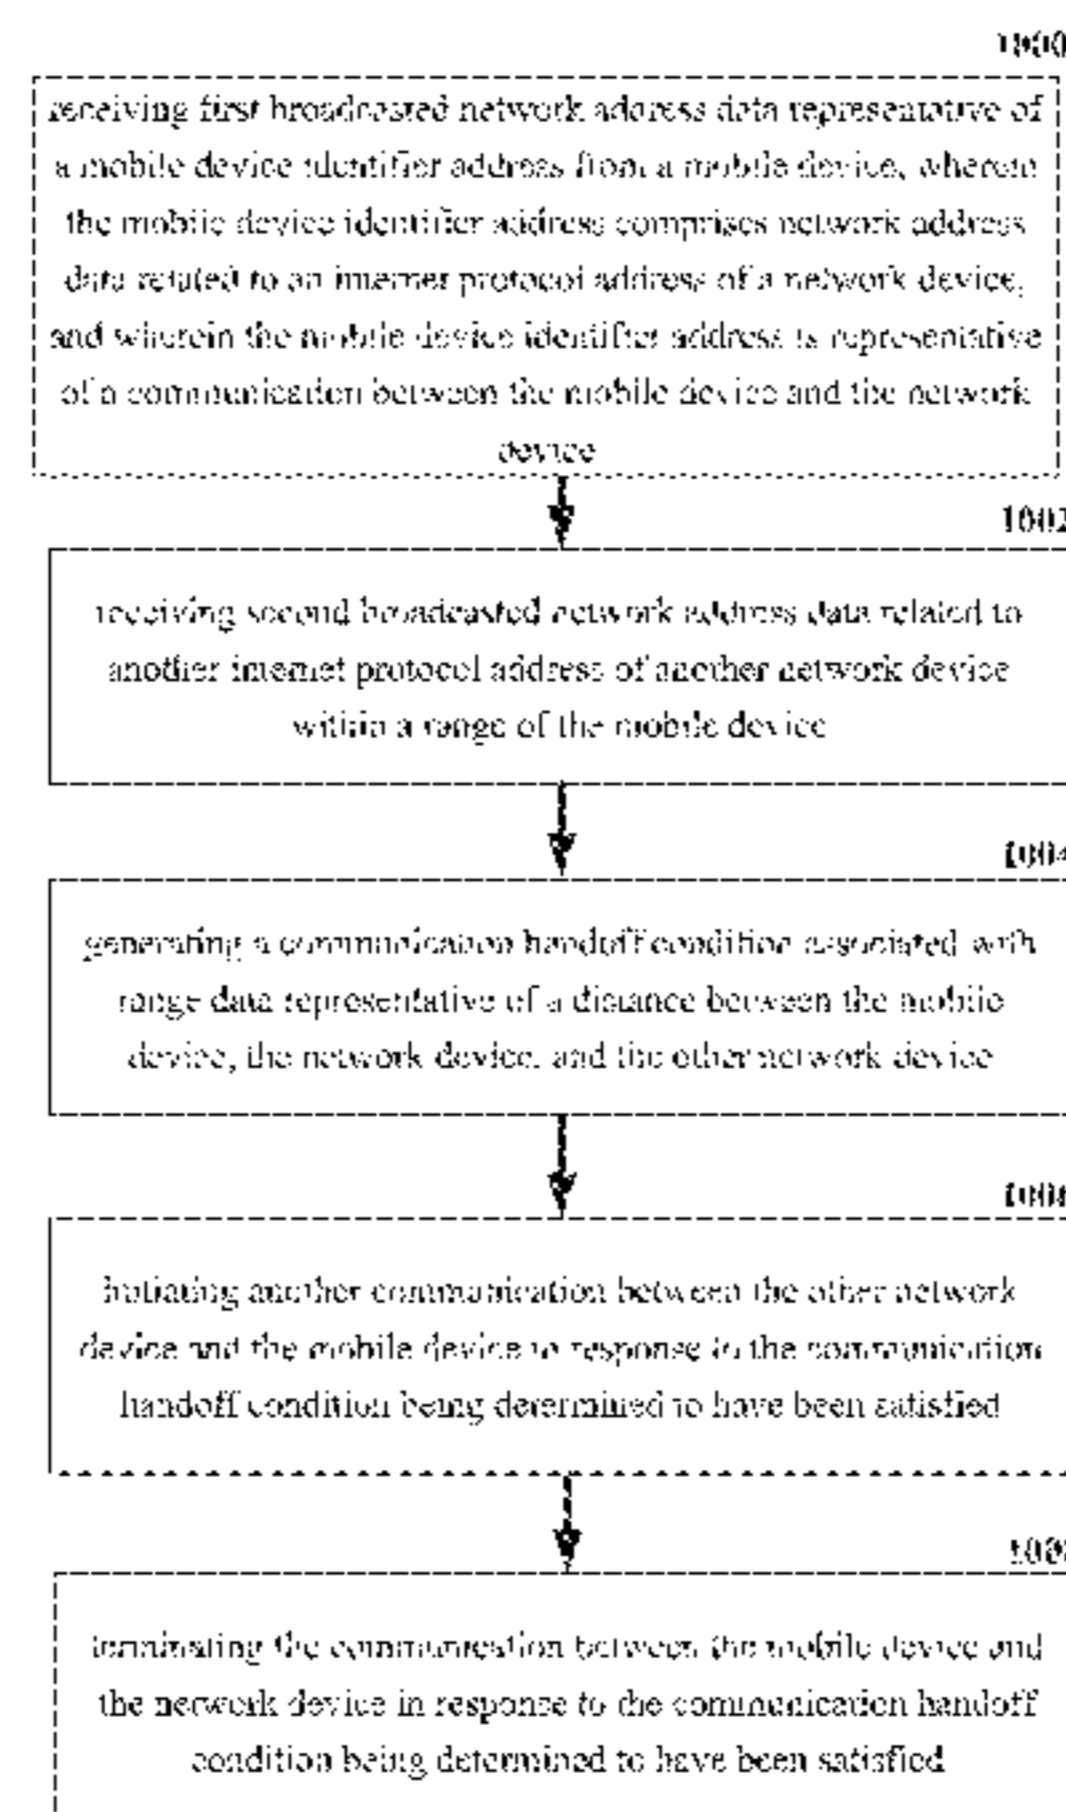 1000
receiving first broadcasted network address data representative of
a mobile device identifier address from a mobile device, wherein
the mobile device identifier address comprises network address
data related to an internet protocol address of a network device,
and wherein the mobile device identifier address is representative
of a communication between the mobile device and the network
device
1002
receiving second broadcasted network address data related to
another internet protocol address of another network device
within a range of the mobile device
1004
generating a communication handoff condition associated with
range data representative of a distance between the mobile
device, the network device, and the other network device
1006
Initiating another communication between the other network
device and the mobile device in response to the communication
handoff condition being determined to have been satisfied
1008
terminating the communication between the mobile device and
the network device in response to the communication handoff
condition being determined to have been satisfied